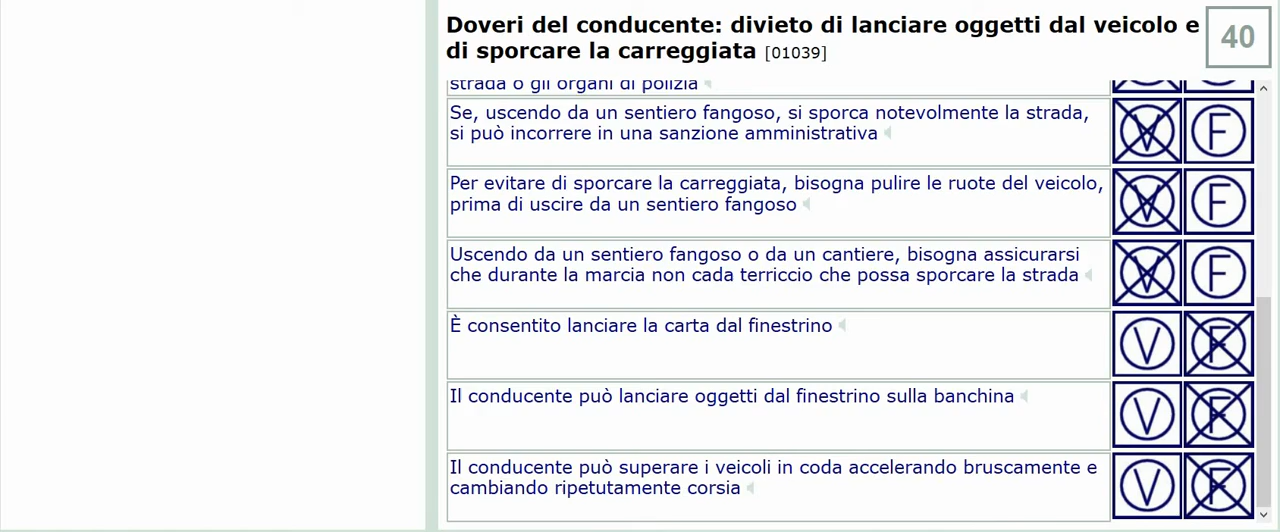 Doveri del conducente: divieto di lanciare oggetti dal veicolo e
di sporcare la carreggiata [01039]
40
strada o gli organi di polizia
Se, uscendo da un sentiero fangoso, si sporca notevolmente la strada,
si può incorrere in una sanzione amministrativa
V F
Per evitare di sporcare la carreggiata, bisogna pulire le ruote del veicolo,
prima di uscire da un sentiero fangoso
V F
Uscendo da un sentiero fangoso o da un cantiere, bisogna assicurarsi
che durante la marcia non cada terriccio che possa sporcare la strada
V F
È consentito lanciare la carta dal finestrino
V F
Il conducente può lanciare oggetti dal finestrino sulla banchina
V F
Il conducente può superare i veicoli in coda accelerando bruscamente e
cambiando ripetutamente corsia
V F